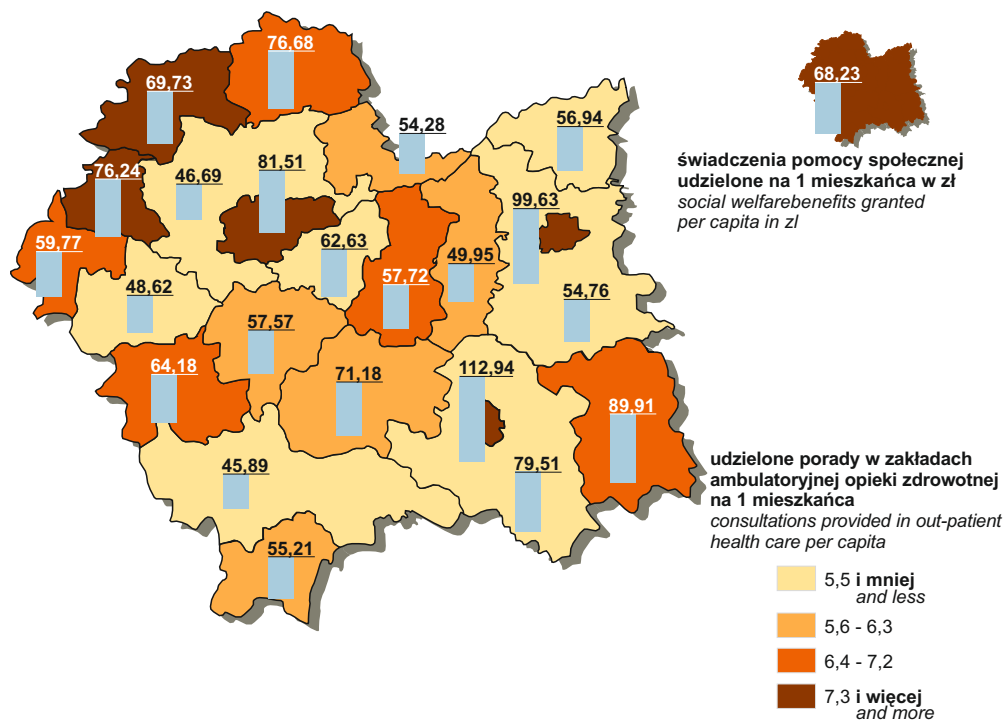 76,68
69,73
68,23
54,28
56,94
76,24
46,69
81,51
99,63
59,77
62,63
49,95
48,62
57,72
54,76
57,57
64,18
71,18
112,94
89,91
45,89
79,51
55,21
świadczenia pomocy społecznej
udzielone na 1 mieszkańca w zł
social welfarebenefits granted
per capita in zl
udzielone porady w zakładach
ambulatoryjnej opieki zdrowotnej
na 1 mieszkańca
consultations provided in out-patient
health care per capita
5,5 i mniej
and less
5,6 - 6,3
6,4 - 7,2
7,3 i więcej
and more